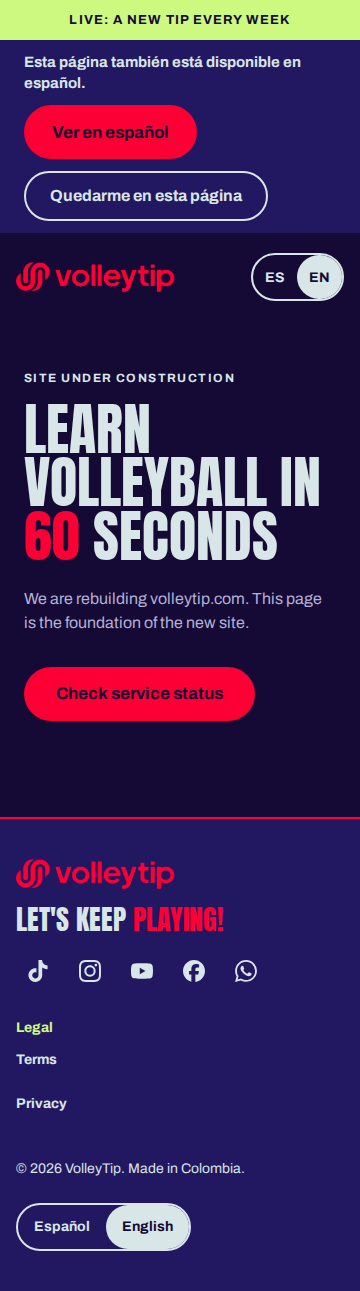 LIVE: A NEW TIP EVERY WEEK
Esta página también está disponible en
español.
Ver en español
Quedarme en esta página
volleytip
ES EN
SITE UNDER CONSTRUCTION
LEARN
VOLLEYBALL IN
60 SECONDS
We are rebuilding volleytip.com. This page
is the foundation of the new site.
Check service status
volleytip
LET'S KEEP PLAYING!
Legal
Terms
Privacy
© 2026 VolleyTip. Made in Colombia.
Español English